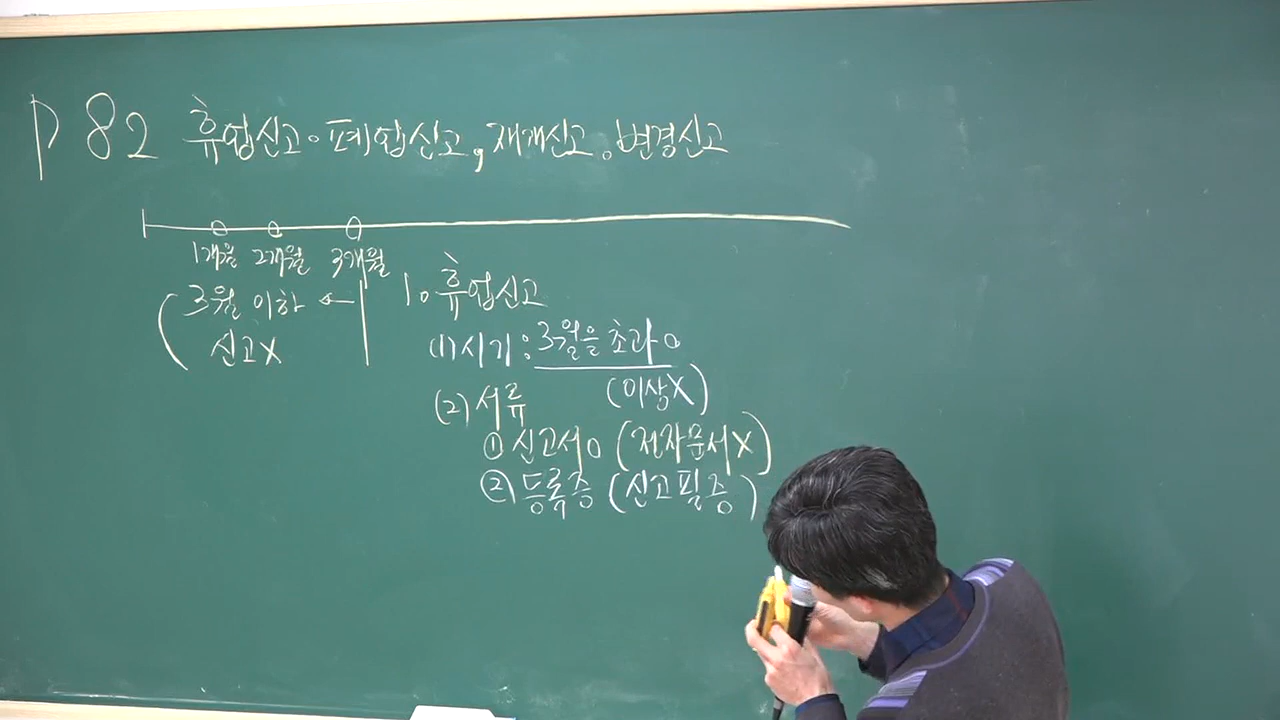 P 82 휴업신고·폐업신고, 재개신고·변경신고
1개월 2개월 3개월
(3월 이하 ←
신고X
1. 휴업신고
(1) 시기 : 3월을 초과 o
(이상X)
(2) 서류
① 신고서 o (전자문서X)
② 등록증 (신고필증)